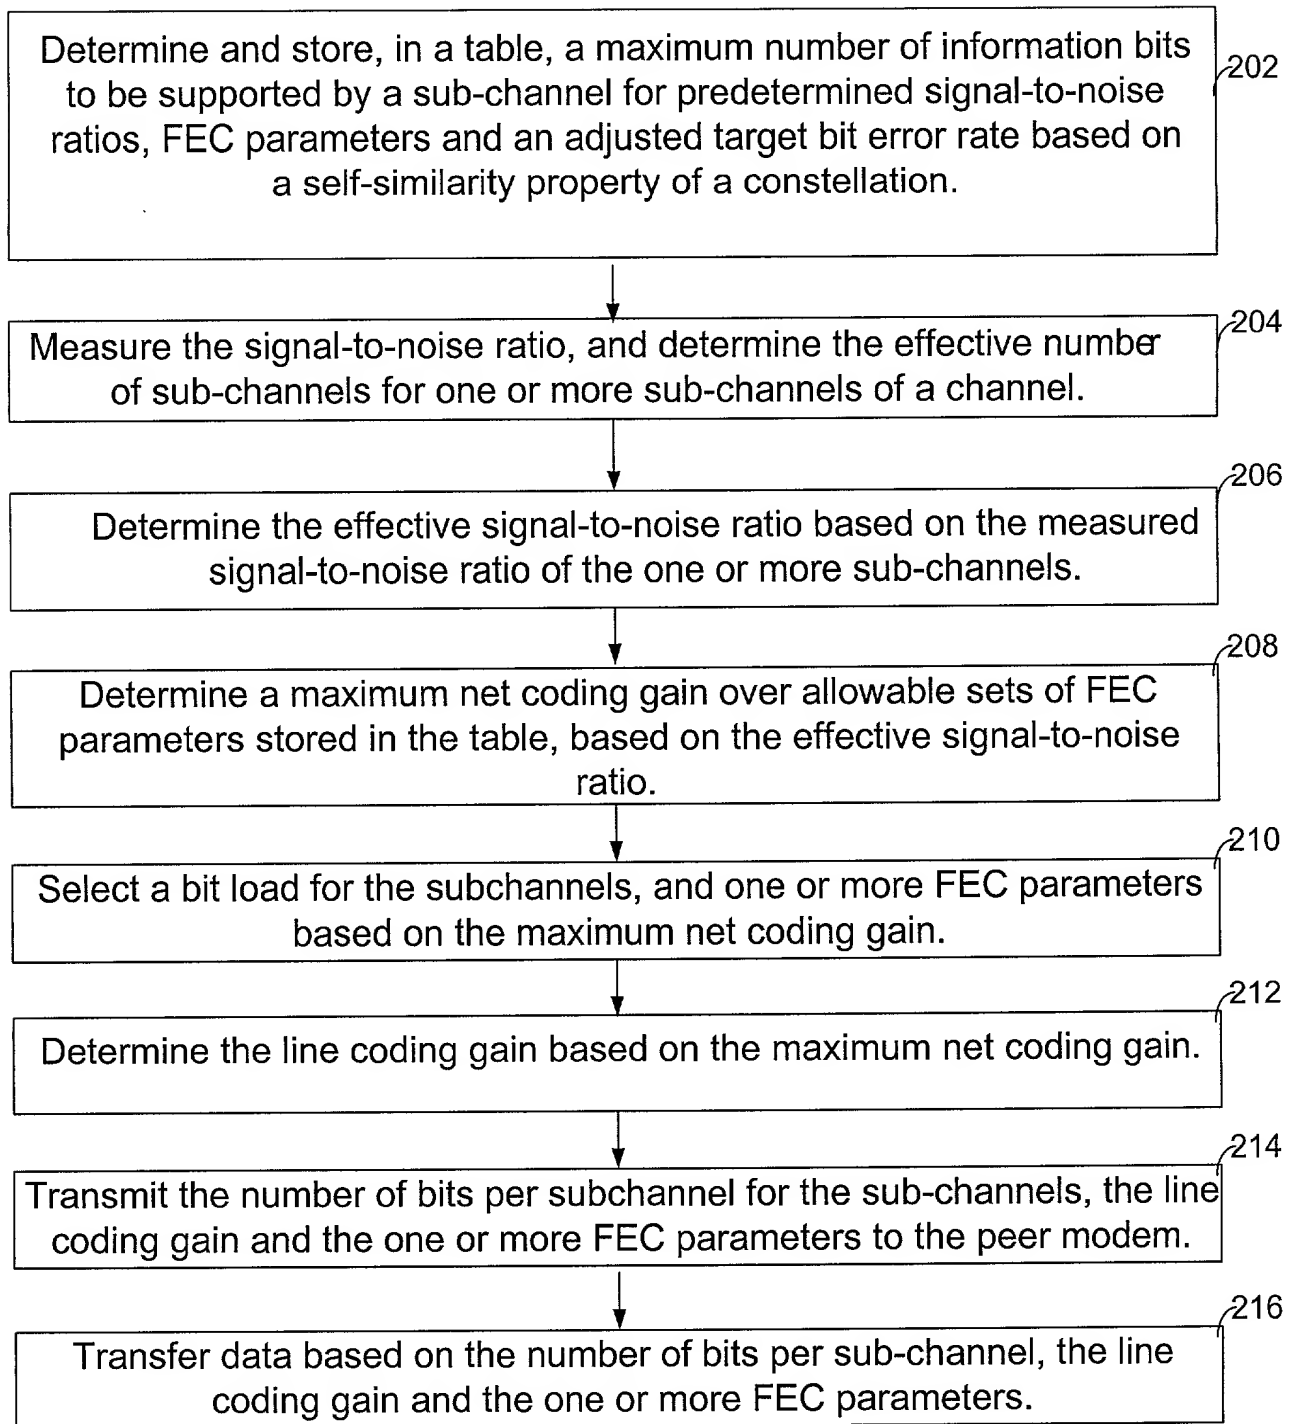 Determine and store, in a table, a maximum number of information bits
to be supported by a sub-channel for predetermined signal-to-noise
ratios, FEC parameters and an adjusted target bit error rate based on
a self-similarity property of a constellation.
202
Measure the signal-to-noise ratio, and determine the effective number
of sub-channels for one or more sub-channels of a channel.
204
Determine the effective signal-to-noise ratio based on the measured
signal-to-noise ratio of the one or more sub-channels.
206
Determine a maximum net coding gain over allowable sets of FEC
parameters stored in the table, based on the effective signal-to-noise
ratio.
208
Select a bit load for the subchannels, and one or more FEC parameters
based on the maximum net coding gain.
210
Determine the line coding gain based on the maximum net coding gain.
212
Transmit the number of bits per subchannel for the sub-channels, the line
coding gain and the one or more FEC parameters to the peer modem.
214
Transfer data based on the number of bits per sub-channel, the line
coding gain and the one or more FEC parameters.
216